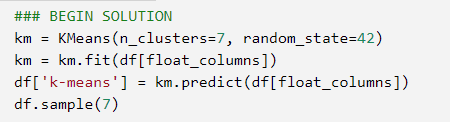 ### BEGIN SOLUTION
km = KMeans(n_clusters=7, random_state=42)
km = km.fit(df[float_columns])
df['k-means'] = km.predict(df[float_columns])
df.sample(7)